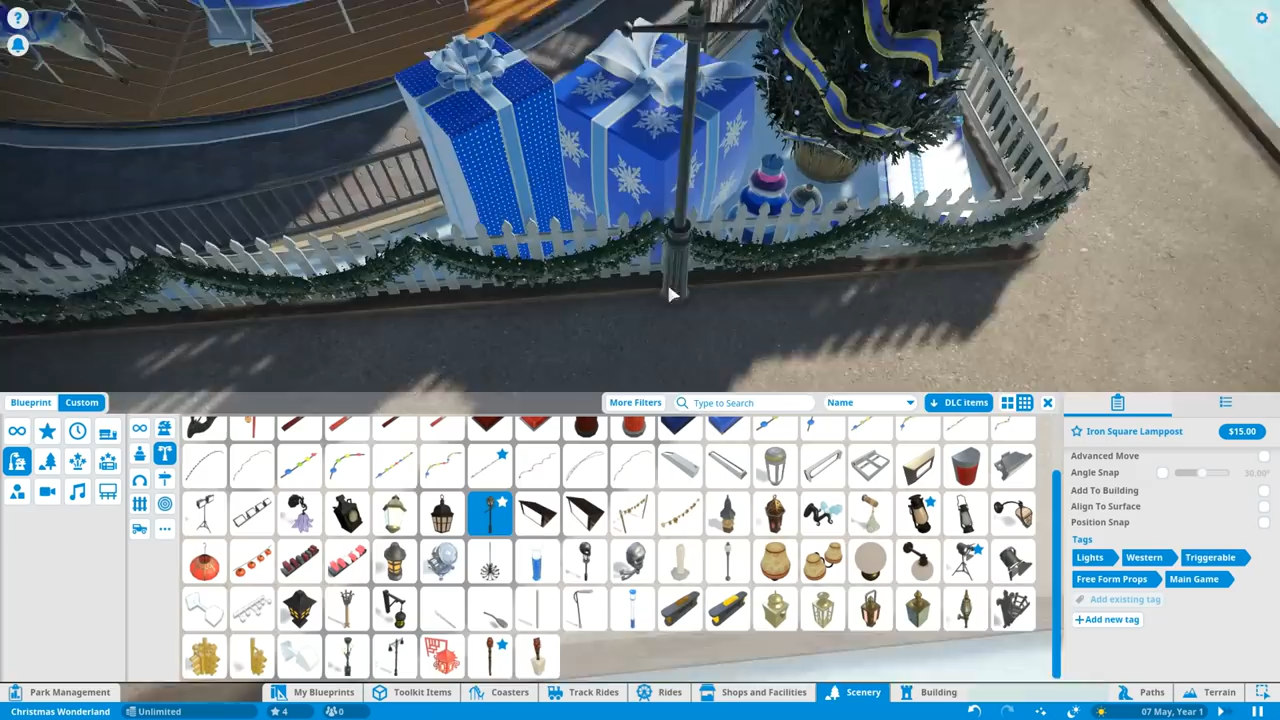 ?
Blueprint
Custom
More Filters
Type to Search
Name
DLC items
Iron Square Lamppost
$15.00
Advanced Move
Angle Snap
30.00°
Add To Building
Align To Surface
Position Snap
Tags
Lights
Western
Triggerable
Free Form Props
Main Game
Add existing tag
+Add new tag
Park Management
My Blueprints
Toolkit Items
Coasters
Track Rides
Rides
Shops and Facilities
Scenery
Building
Paths
Terrain
Christmas Wonderland
Unlimited
4
0
07 May, Year 1